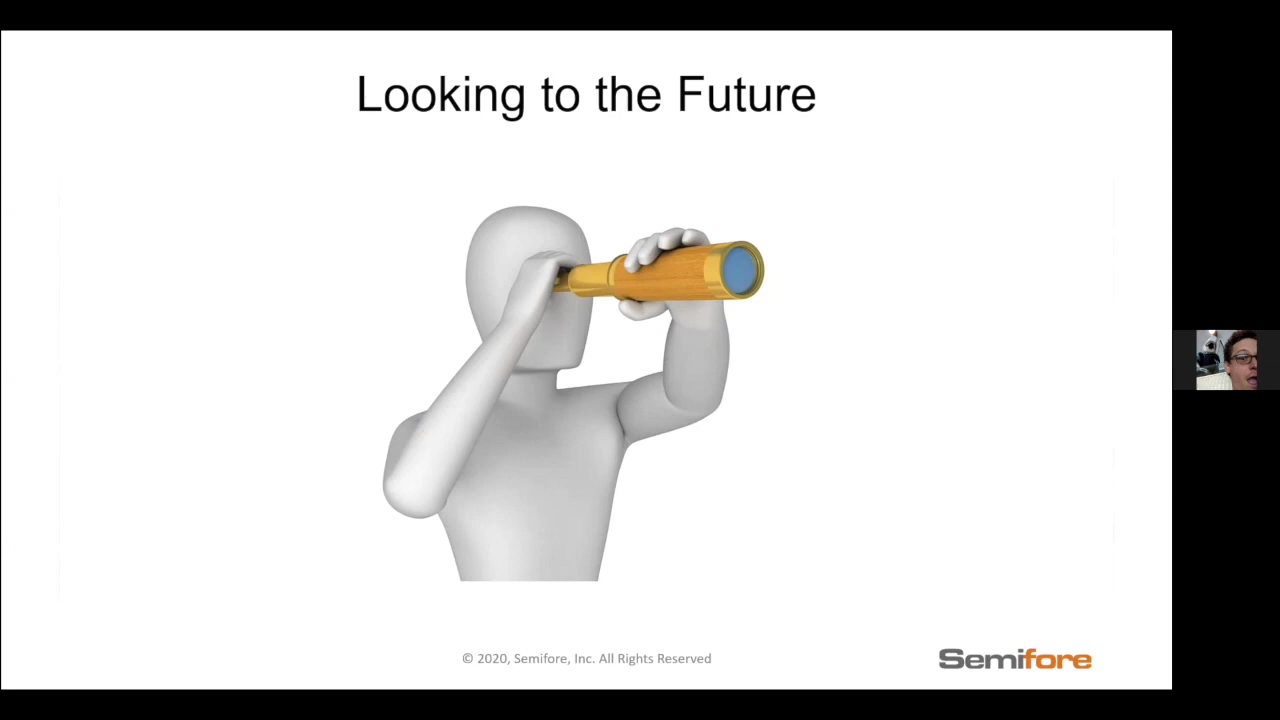 Looking to the Future
© 2020, Semifore, Inc. All Rights Reserved
Semifore